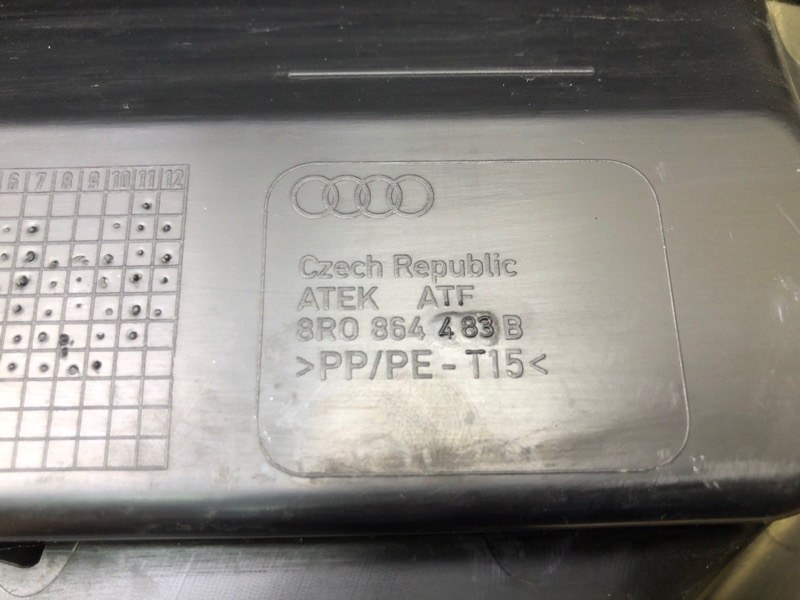 6 7 8 9 10 11 12
Czech Republic
ATEK ATF
8R0 864 483 B
>PP/PE-T15<